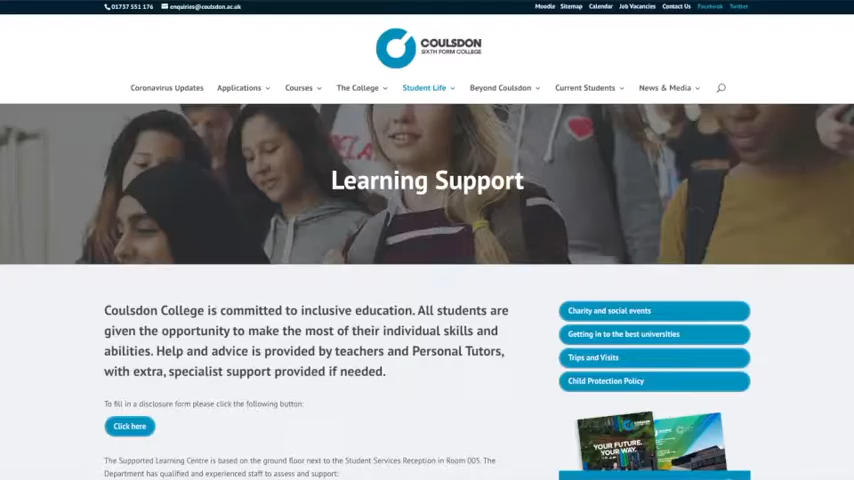 01737 551 176 enquiries@coulsdon.ac.uk Moodle Sitemap Calendar Job Vacancies Contact Us Facebook Twitter
COULSDON
SIXTH FORM COLLEGE
Coronavirus Updates Applications Courses The College Student Life Beyond Coulsdon Current Students News & Media
Learning Support
Coulsdon College is committed to inclusive education. All students are
given the opportunity to make the most of their individual skills and
abilities. Help and advice is provided by teachers and Personal Tutors,
with extra, specialist support provided if needed.
To fill in a disclosure form please click the following button:
Click here
The Supported Learning Centre is based on the ground floor next to the Student Services Reception in Room 005. The
Department has qualified and experienced staff to assess and support:
Charity and social events
Getting in to the best universities
Trips and Visits
Child Protection Policy
YOUR FUTURE.
YOUR WAY.